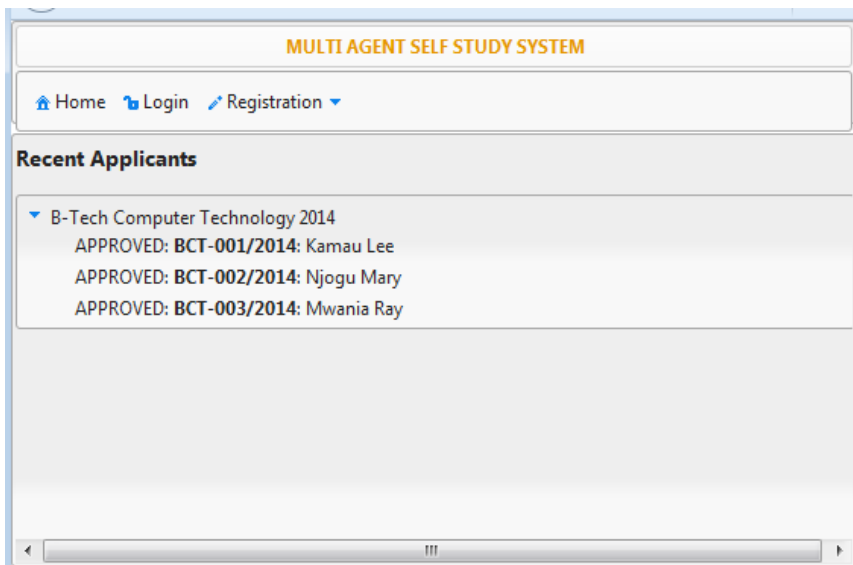 MULTI AGENT SELF STUDY SYSTEM
Home Login Registration
Recent Applicants
B-Tech Computer Technology 2014
APPROVED: BCT-001/2014: Kamau Lee
APPROVED: BCT-002/2014: Njogu Mary
APPROVED: BCT-003/2014: Mwania Ray